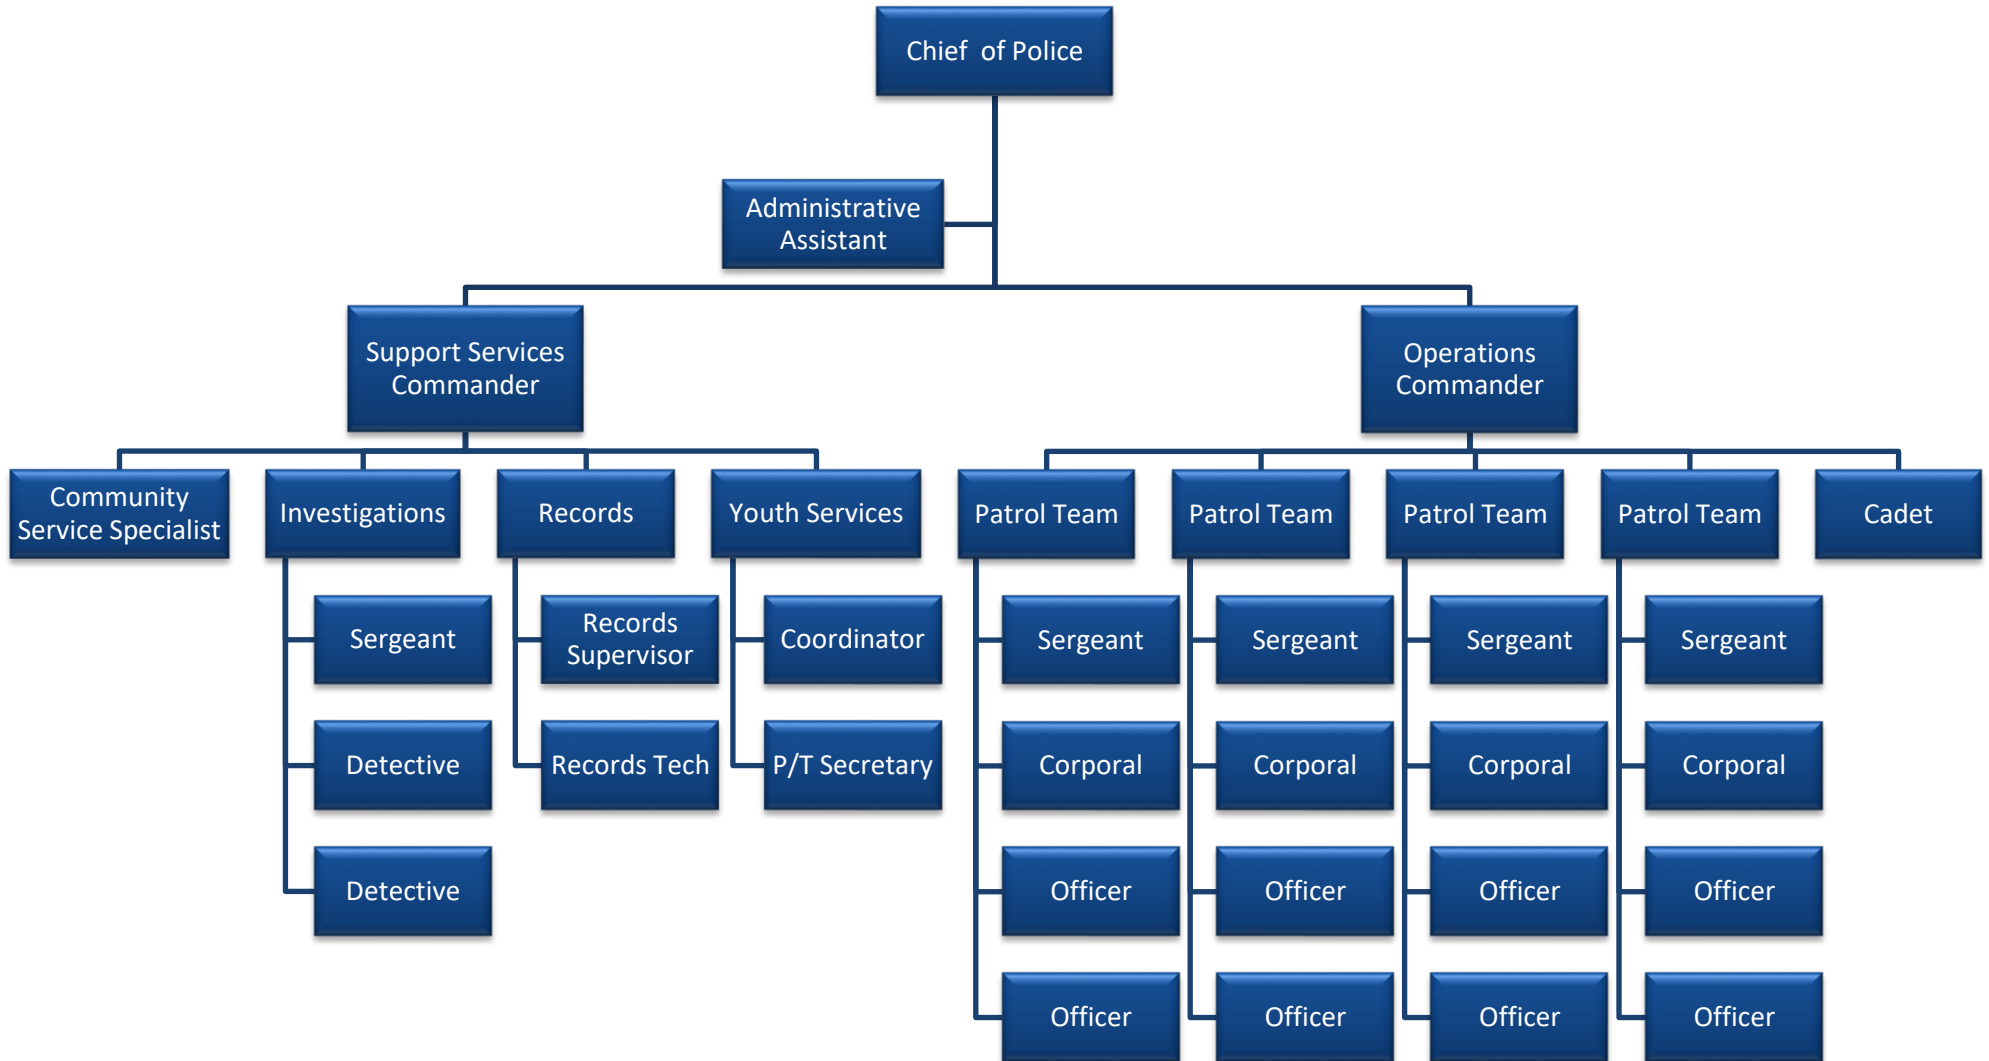 Chief  of Police
Administrative
Assistant
Support Services
Commander
Operations
Commander
Community
Service Specialist
Investigations
Records
Youth Services
Patrol Team
Patrol Team
Patrol Team
Patrol Team
Cadet
Sergeant
Records
Supervisor
Coordinator
Sergeant
Sergeant
Sergeant
Sergeant
Detective
Records Tech
P/T Secretary
Corporal
Corporal
Corporal
Corporal
Detective
Officer
Officer
Officer
Officer
Officer
Officer
Officer
Officer